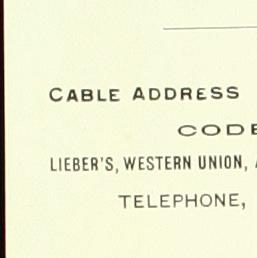 CABLE ADDRESS
CODE
LIEBER'S, WESTERN UNION,
TELEPHONE,